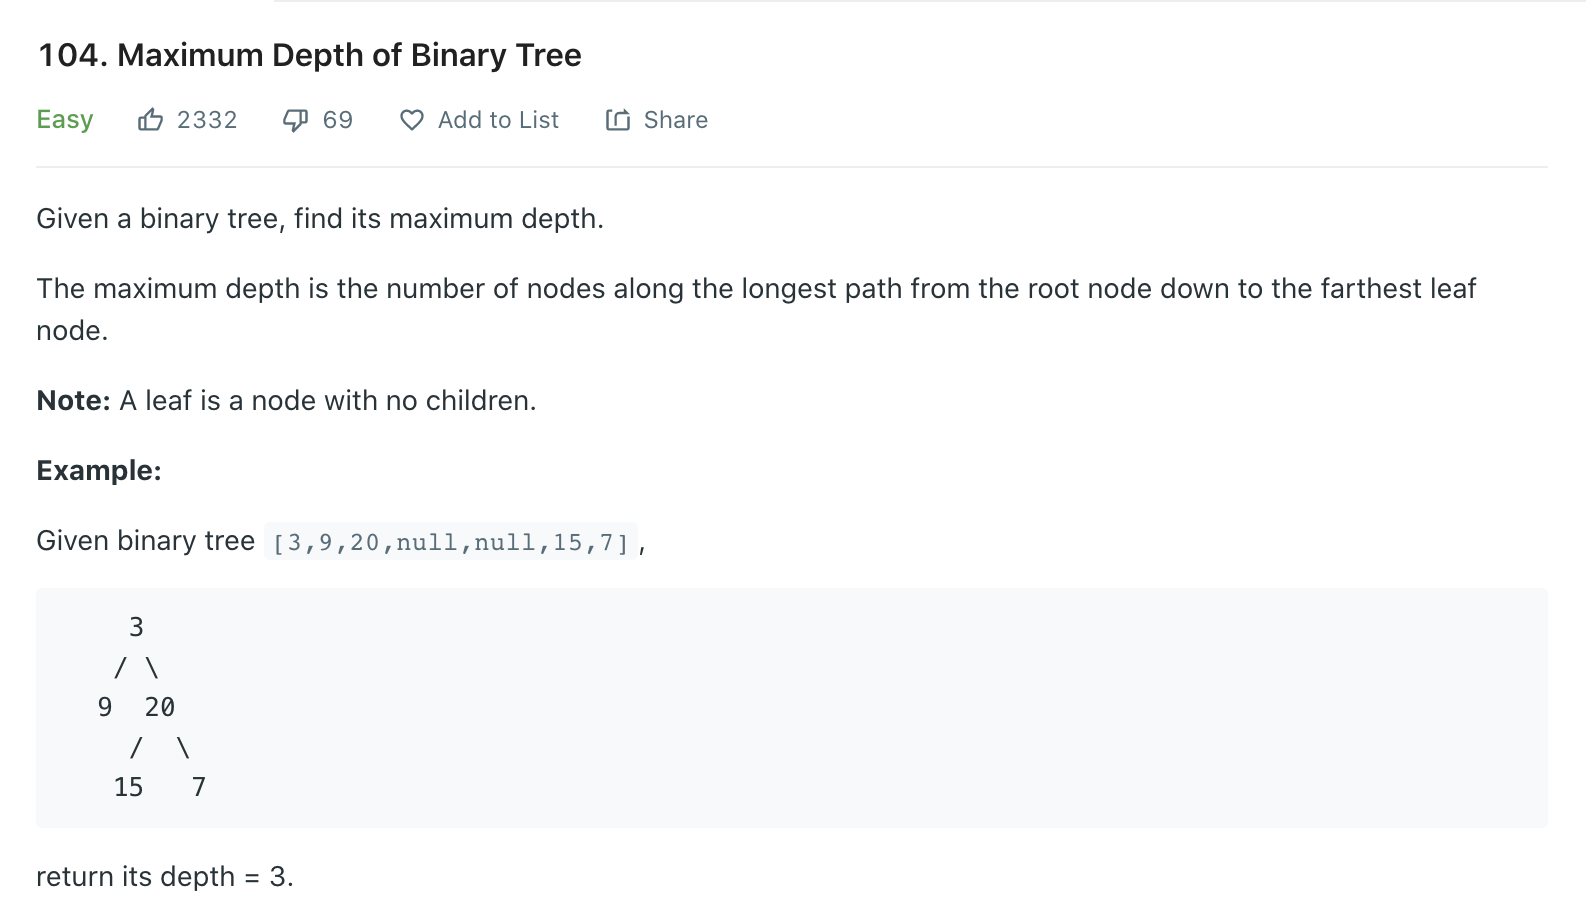 104. Maximum Depth of Binary Tree
Easy 2332 69 Add to List Share
Given a binary tree, find its maximum depth.
The maximum depth is the number of nodes along the longest path from the root node down to the farthest leaf
node.
Note: A leaf is a node with no children.
Example:
Given binary tree [3,9,20,null,null,15,7],
3
/ \
9 20
/ \
15 7
return its depth = 3.